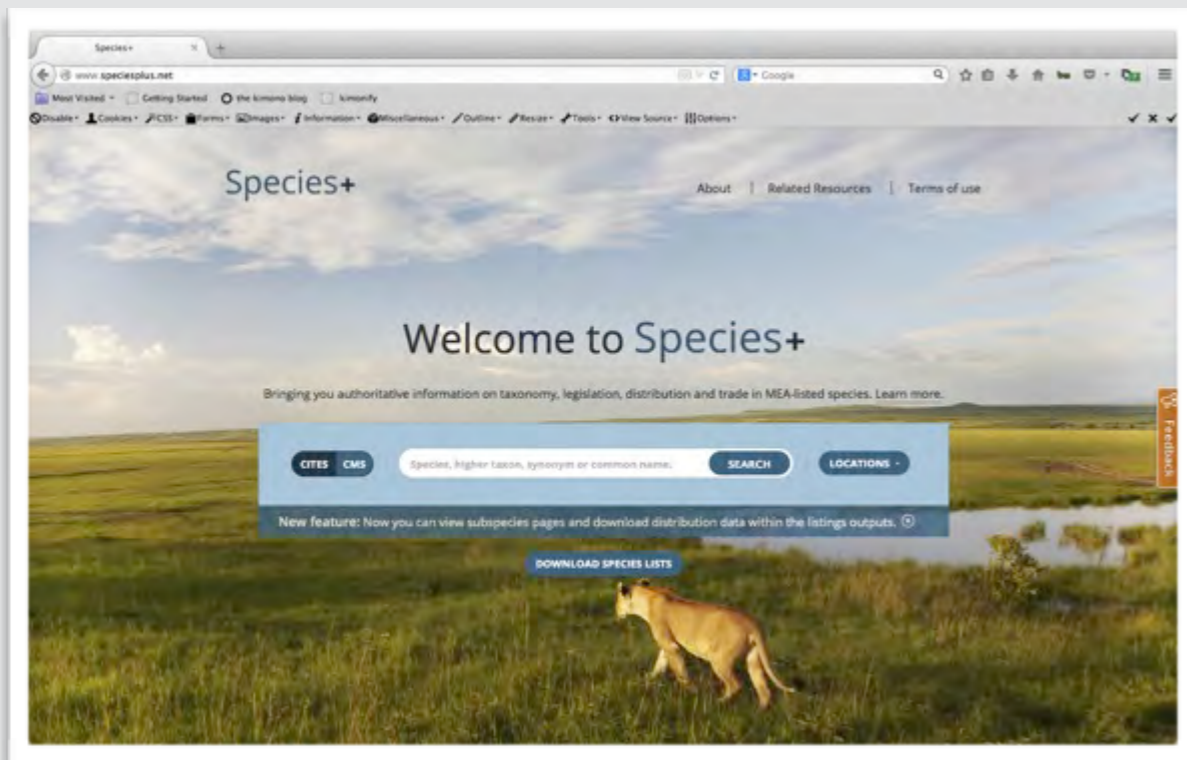 Species+
www.speciesplus.net
Google
Most Visited Getting Started the kimono blog kimonify
Disable Cookies CSS Forms Images Information Miscellaneous Outline Resize Tools View Source Options
Species+
About | Related Resources | Terms of use
Welcome to Species+
Bringing you authoritative information on taxonomy, legislation, distribution and trade in MEA-listed species. Learn more.
CITES CMS Species, higher taxon, synonym or common name. SEARCH LOCATIONS
New feature: Now you can view subspecies pages and download distribution data within the listings outputs.
DOWNLOAD SPECIES LISTS
Feedback